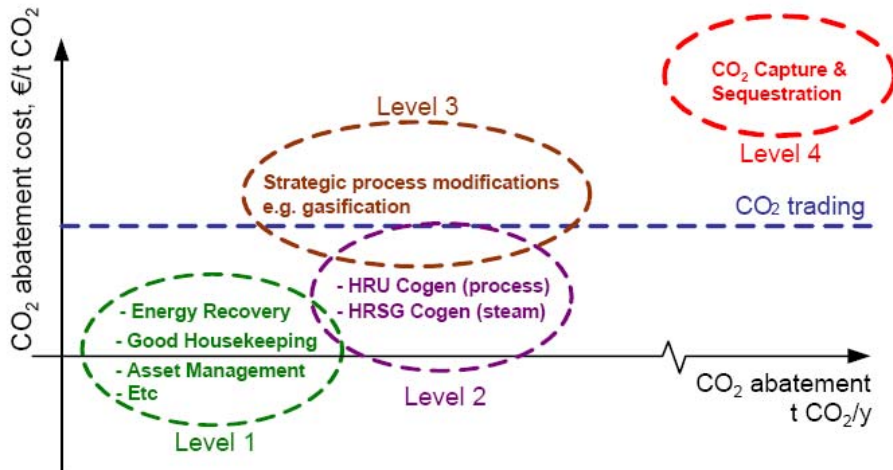 CO₂ abatement cost, €/t CO₂
CO₂ Capture &
Sequestration
Level 4
Level 3
Strategic process modifications
e.g. gasification
CO₂ trading
- HRU Cogen (process)
- HRSG Cogen (steam)
Level 2
- Energy Recovery
- Good Housekeeping
- Asset Management
- Etc
Level 1
CO₂ abatement
t CO₂/y